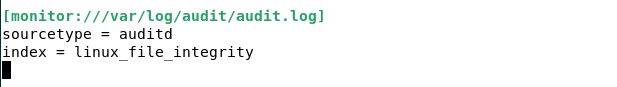 [monitor:///var/log/audit/audit.log]
sourcetype = auditd
index = linux_file_integrity